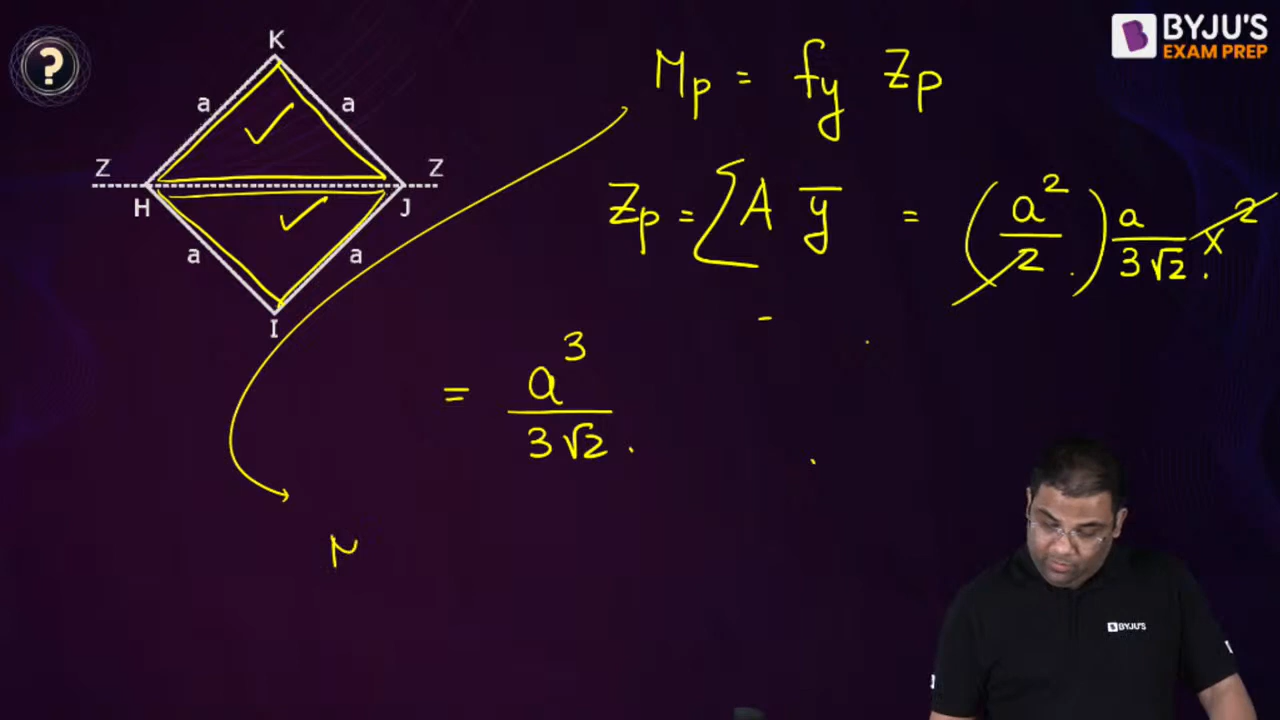 ?
BYJU'S
EXAM PREP
K
a a
Z Z
H J
a a
I
Mp = fy Zp
Zp = Σ A ȳ = (a²/2) a/3√2 × 2
= a³/3√2.
M
BYJU'S